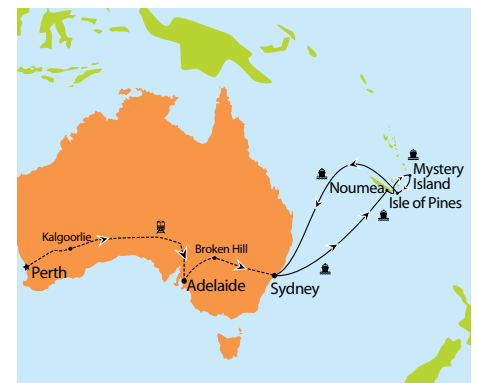 Mystery
Island
Noumea
Isle of Pines
Kalgoorlie
Broken Hill
Perth
Adelaide
Sydney